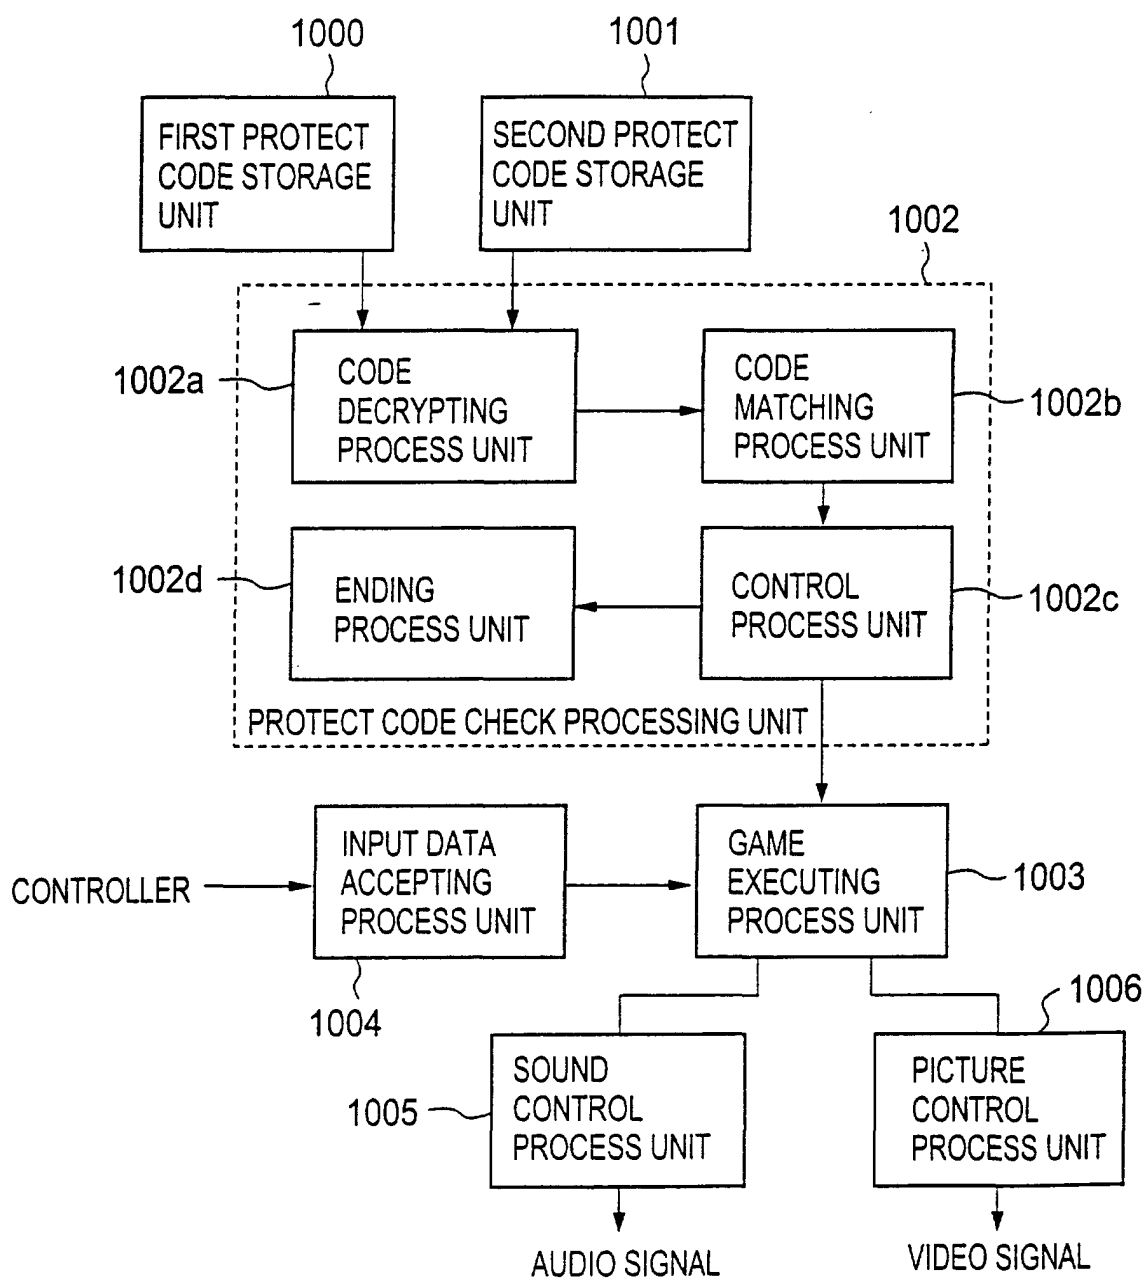 1000
1001
FIRST PROTECT
CODE STORAGE
UNIT
SECOND PROTECT
CODE STORAGE
UNIT
1002
1002a
CODE
DECRYPTING
PROCESS UNIT
CODE
MATCHING
PROCESS UNIT
1002b
1002d
ENDING
PROCESS UNIT
CONTROL
PROCESS UNIT
1002c
PROTECT CODE CHECK PROCESSING UNIT
CONTROLLER
INPUT DATA
ACCEPTING
PROCESS UNIT
GAME
EXECUTING
PROCESS UNIT
1003
1004
1006
1005
SOUND
CONTROL
PROCESS UNIT
PICTURE
CONTROL
PROCESS UNIT
AUDIO SIGNAL
VIDEO SIGNAL